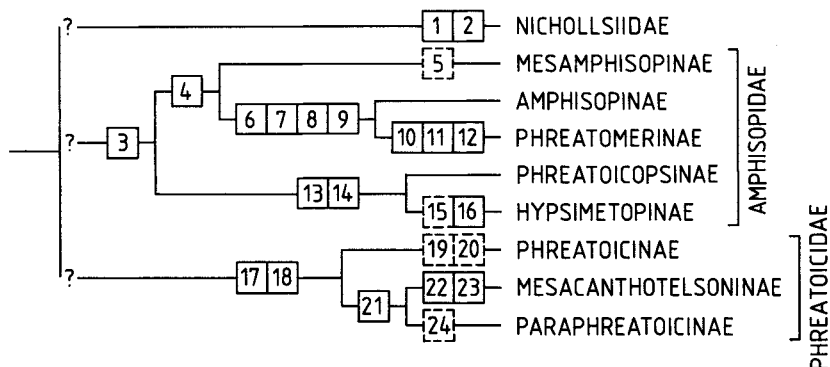 ? 1 2 NICHOLLSIIDAE
5 MESAMPHISOPINAE
4
AMPHISOPINAE
6 7 8 9
? 3
10 11 12 PHREATOMERINAE
PHREATOICOPSINAE
13 14
15 16 HYPSIMETOPINAE
AMPHISOPIDAE
19 20 PHREATOICINAE
? 17 18
22 23 MESACANTHOTELSONINAE
21
24 PARAPHREATOICINAE
PHREATOICIDAE